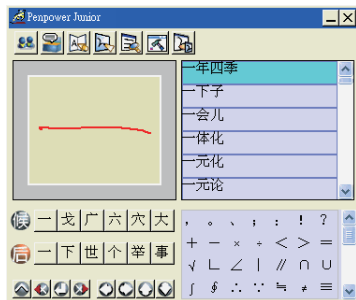 Penpower Junior
一年四季
一下子
一会儿
一体化
一元化
一元论
候 一 戈 广 六 穴 大
后 一 下 世 个 举 事
, 。 、 ; : ! ?
+ − × ÷ < > =
√ ∟ ∠ | // ∩ ∪
∫ ∮ ∴ ∵ ≒ ≠ ≡